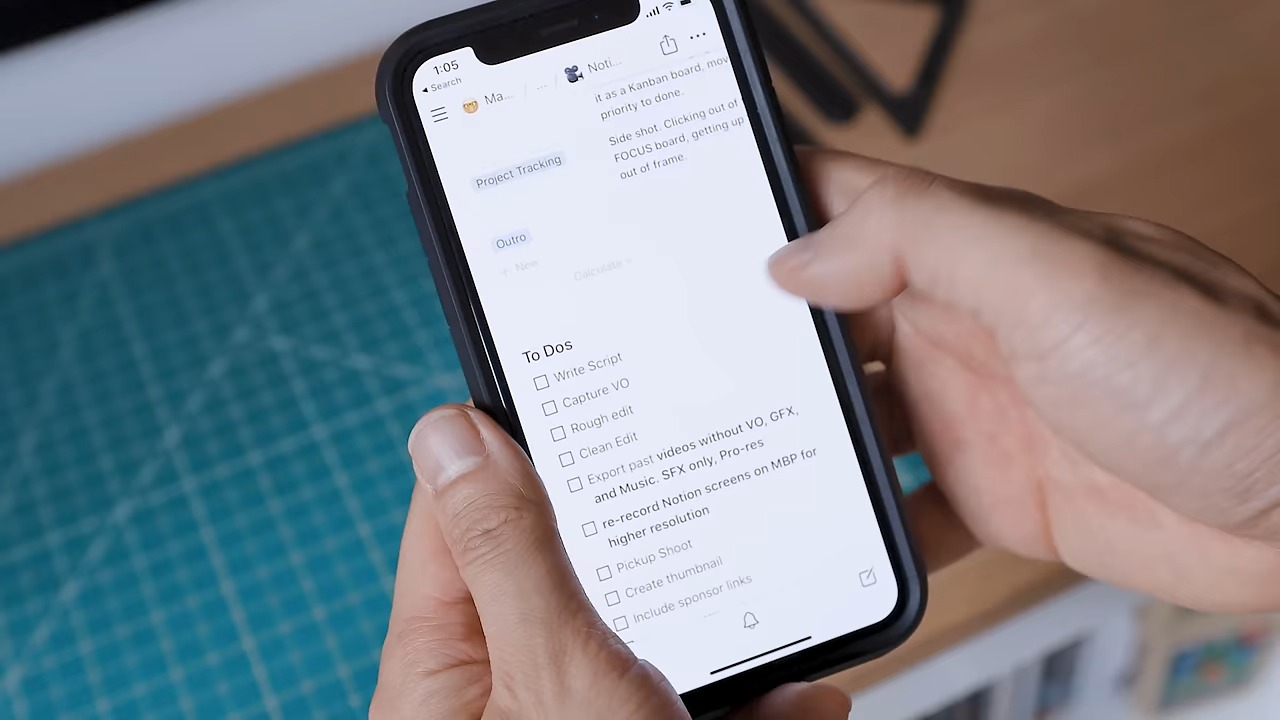 1:05
Search
Ma... / ... / Noti...
it as a Kanban board, mov
priority to done.
Side shot. Clicking out of
FOCUS board, getting up
out of frame.
Project Tracking
Outro
+ New
Calculate
To Dos
Write Script
Capture VO
Rough edit
Clean Edit
Export past videos without VO, GFX,
and Music. SFX only, Pro-res
re-record Notion screens on MBP for
higher resolution
Pickup Shoot
Create thumbnail
Include sponsor links